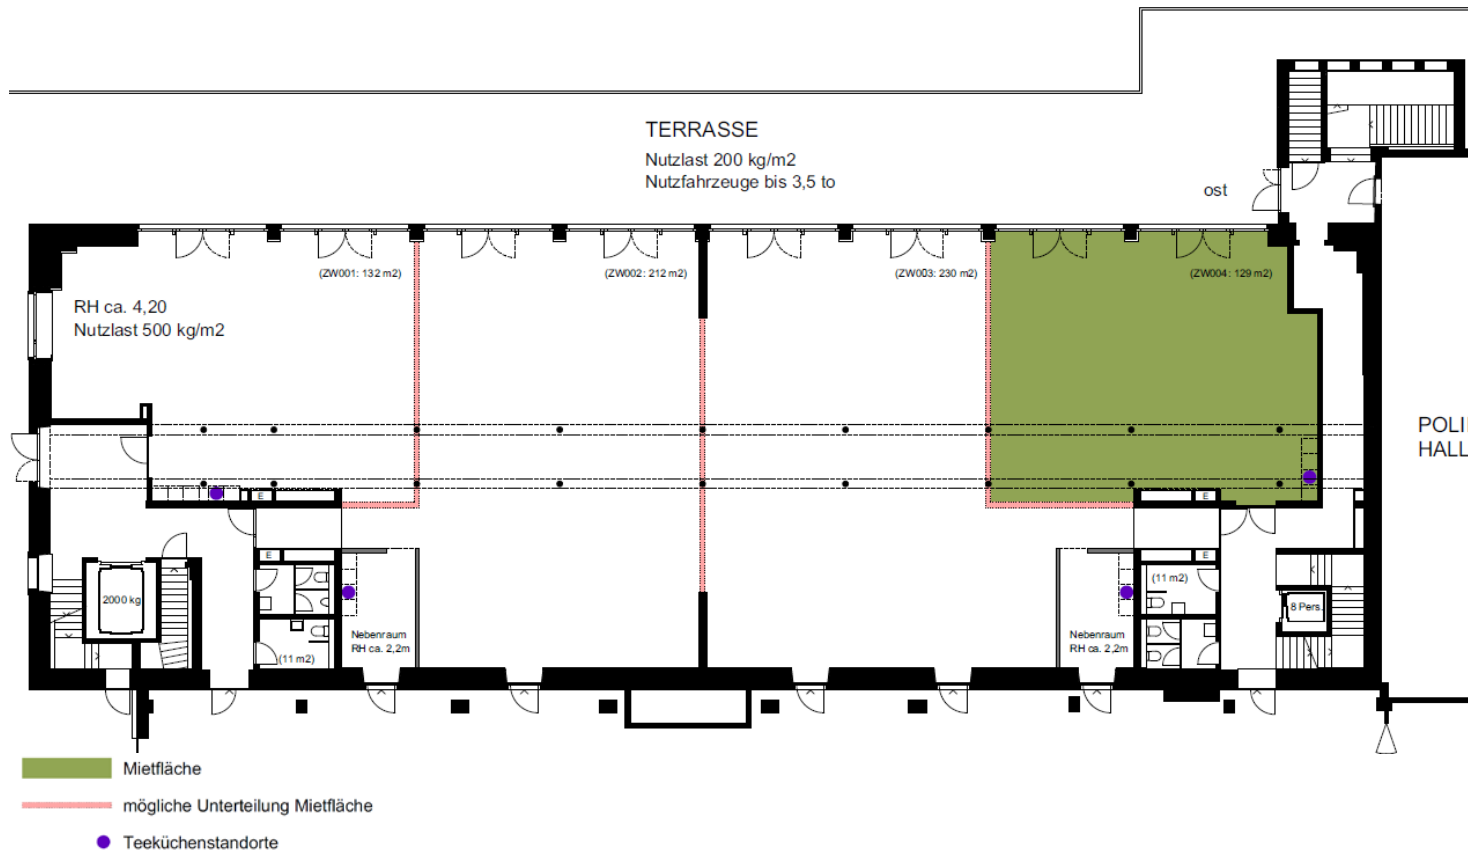 TERRASSE
Nutzlast 200 kg/m2
Nutzfahrzeuge bis 3,5 to
ost
(ZW001: 132 m2)
(ZW002: 212 m2)
(ZW003: 230 m2)
(ZW004: 129 m2)
RH ca. 4,20
Nutzlast 500 kg/m2
POLI
HALL
E
E
E
E
2000 kg
(11 m2)
8 Pers.
Nebenraum
RH ca. 2,2m
Nebenraum
RH ca. 2,2m
(11 m2)
Mietfläche
mögliche Unterteilung Mietfläche
Teeküchenstandorte